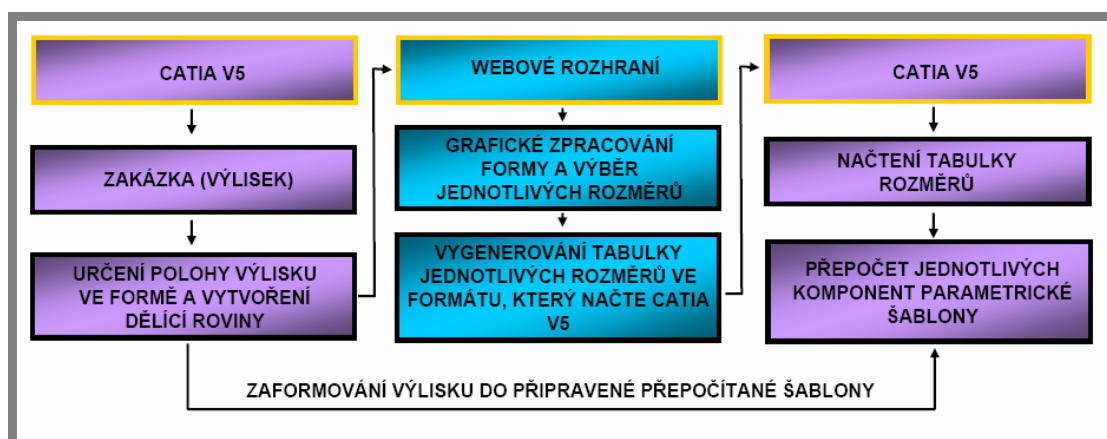 CATIA V5
ZAKÁZKA (VÝLISEK)
URČENÍ POLOHY VÝLISKU
VE FORMĚ A VYTVOŘENÍ
DĚLÍCÍ ROVINY
WEBOVÉ ROZHRANÍ
GRAFICKÉ ZPRACOVÁNÍ
FORMY A VÝBĚR
JEDNOTLIVÝCH ROZMĚRŮ
VYGENEROVÁNÍ TABULKY
JEDNOTLIVÝCH ROZMĚRŮ VE
FORMÁTU, KTERÝ NAČTE CATIA
V5
CATIA V5
NAČTENÍ TABULKY
ROZMĚRŮ
PŘEPOČET JEDNOTLIVÝCH
KOMPONENT PARAMETRICKÉ
ŠABLONY
ZAFORMOVÁNÍ VÝLISKU DO PŘIPRAVENÉ PŘEPOČÍTANÉ ŠABLONY